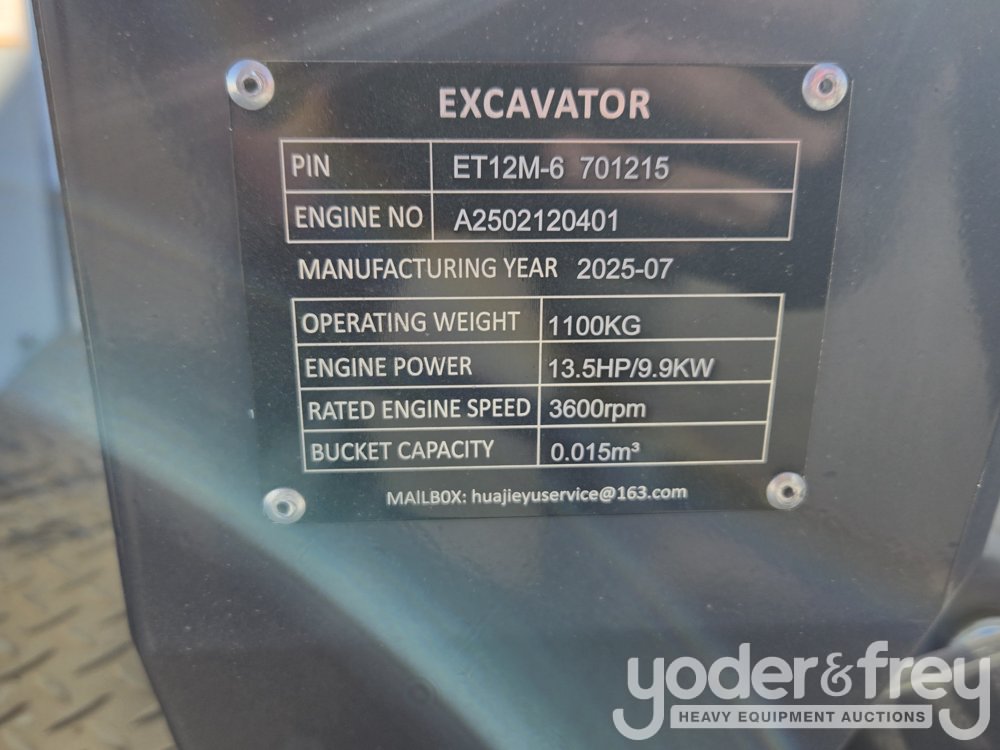 EXCAVATOR
PIN ET12M-6 701215
ENGINE NO A2502120401
MANUFACTURING YEAR 2025-07
OPERATING WEIGHT 1100KG
ENGINE POWER 13.5HP/9.9KW
RATED ENGINE SPEED 3600rpm
BUCKET CAPACITY 0.015m³
MAILBOX: huajieyuservice@163.com
yoder&frey
HEAVY EQUIPMENT AUCTIONS